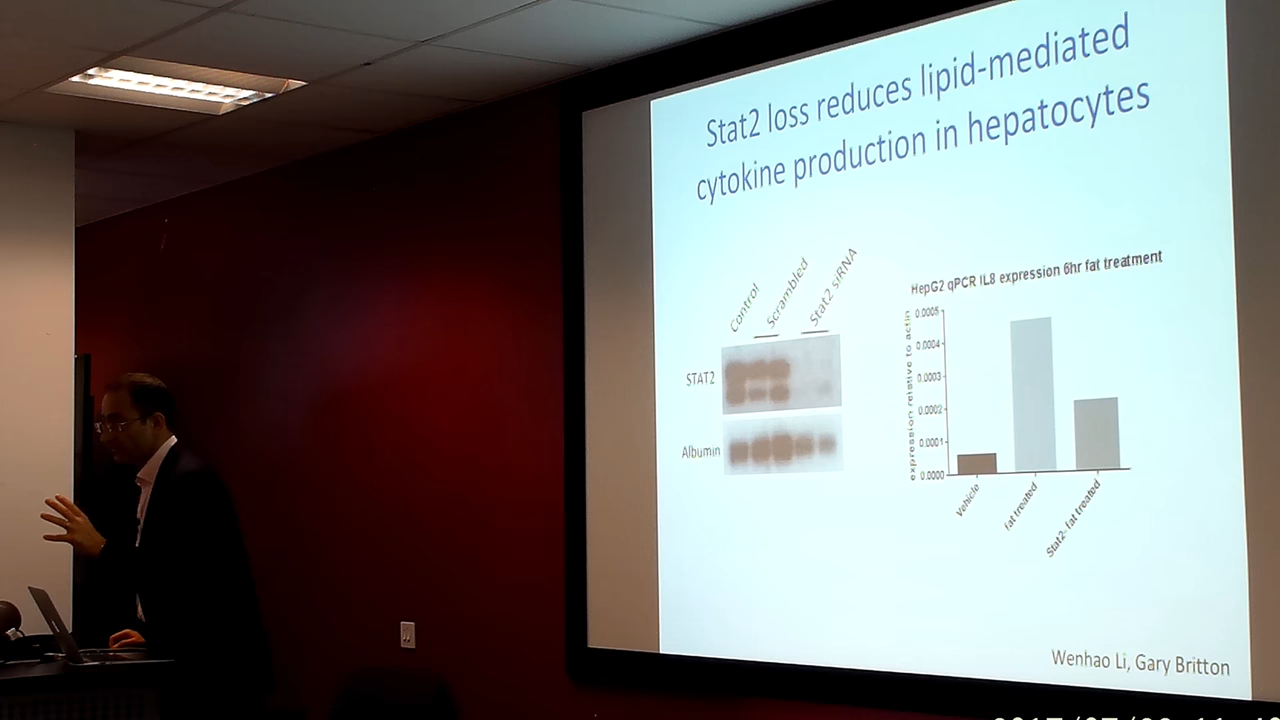 Stat2 loss reduces lipid-mediated
cytokine production in hepatocytes
Control
Scrambled
Stat2 siRNA
STAT2
Albumin
HepG2 qPCR IL8 expression 6hr fat treatment
expression relative to actin
0.0005
0.0004
0.0003
0.0002
0.0001
0.0000
Vehicle
fat treated
Stat2- fat treated
Wenhao Li, Gary Britton